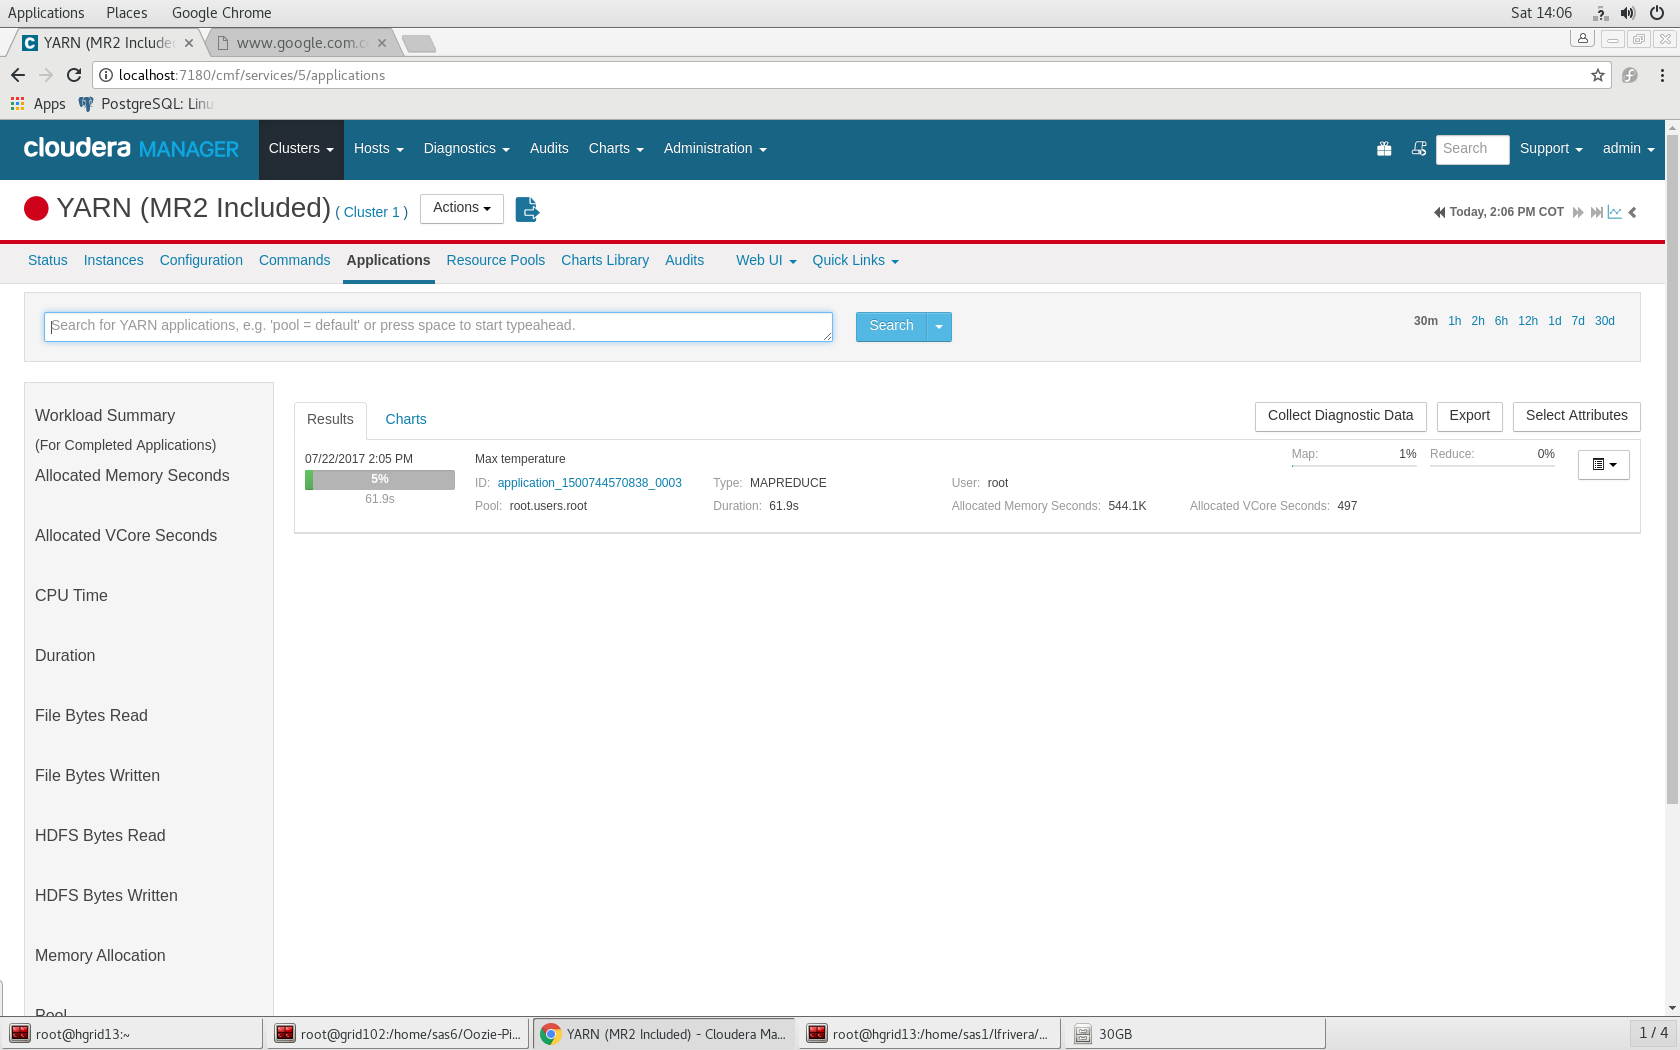 Applications Places Google Chrome Sat 14:06
YARN (MR2 Include www.google.com.c
localhost:7180/cmf/services/5/applications
Apps PostgreSQL: Linu
cloudera MANAGER Clusters Hosts Diagnostics Audits Charts Administration Search Support admin
YARN (MR2 Included) ( Cluster 1 ) Actions Today, 2:06 PM COT
Status Instances Configuration Commands Applications Resource Pools Charts Library Audits Web UI Quick Links
Search for YARN applications, e.g. 'pool = default' or press space to start typeahead. Search 30m 1h 2h 6h 12h 1d 7d 30d
Workload Summary
(For Completed Applications)
Allocated Memory Seconds
Allocated VCore Seconds
CPU Time
Duration
File Bytes Read
File Bytes Written
HDFS Bytes Read
HDFS Bytes Written
Memory Allocation
Pool
Results Charts Collect Diagnostic Data Export Select Attributes
07/22/2017 2:05 PM Max temperature Map: 1% Reduce: 0%
5% ID: application_1500744570838_0003 Type: MAPREDUCE User: root
61.9s Pool: root.users.root Duration: 61.9s Allocated Memory Seconds: 544.1K Allocated VCore Seconds: 497
root@hgrid13:~ root@grid102:/home/sas6/Oozie-Pi... YARN (MR2 Included) - Cloudera Ma... root@hgrid13:/home/sas1/lfrivera/... 30GB 1 / 4